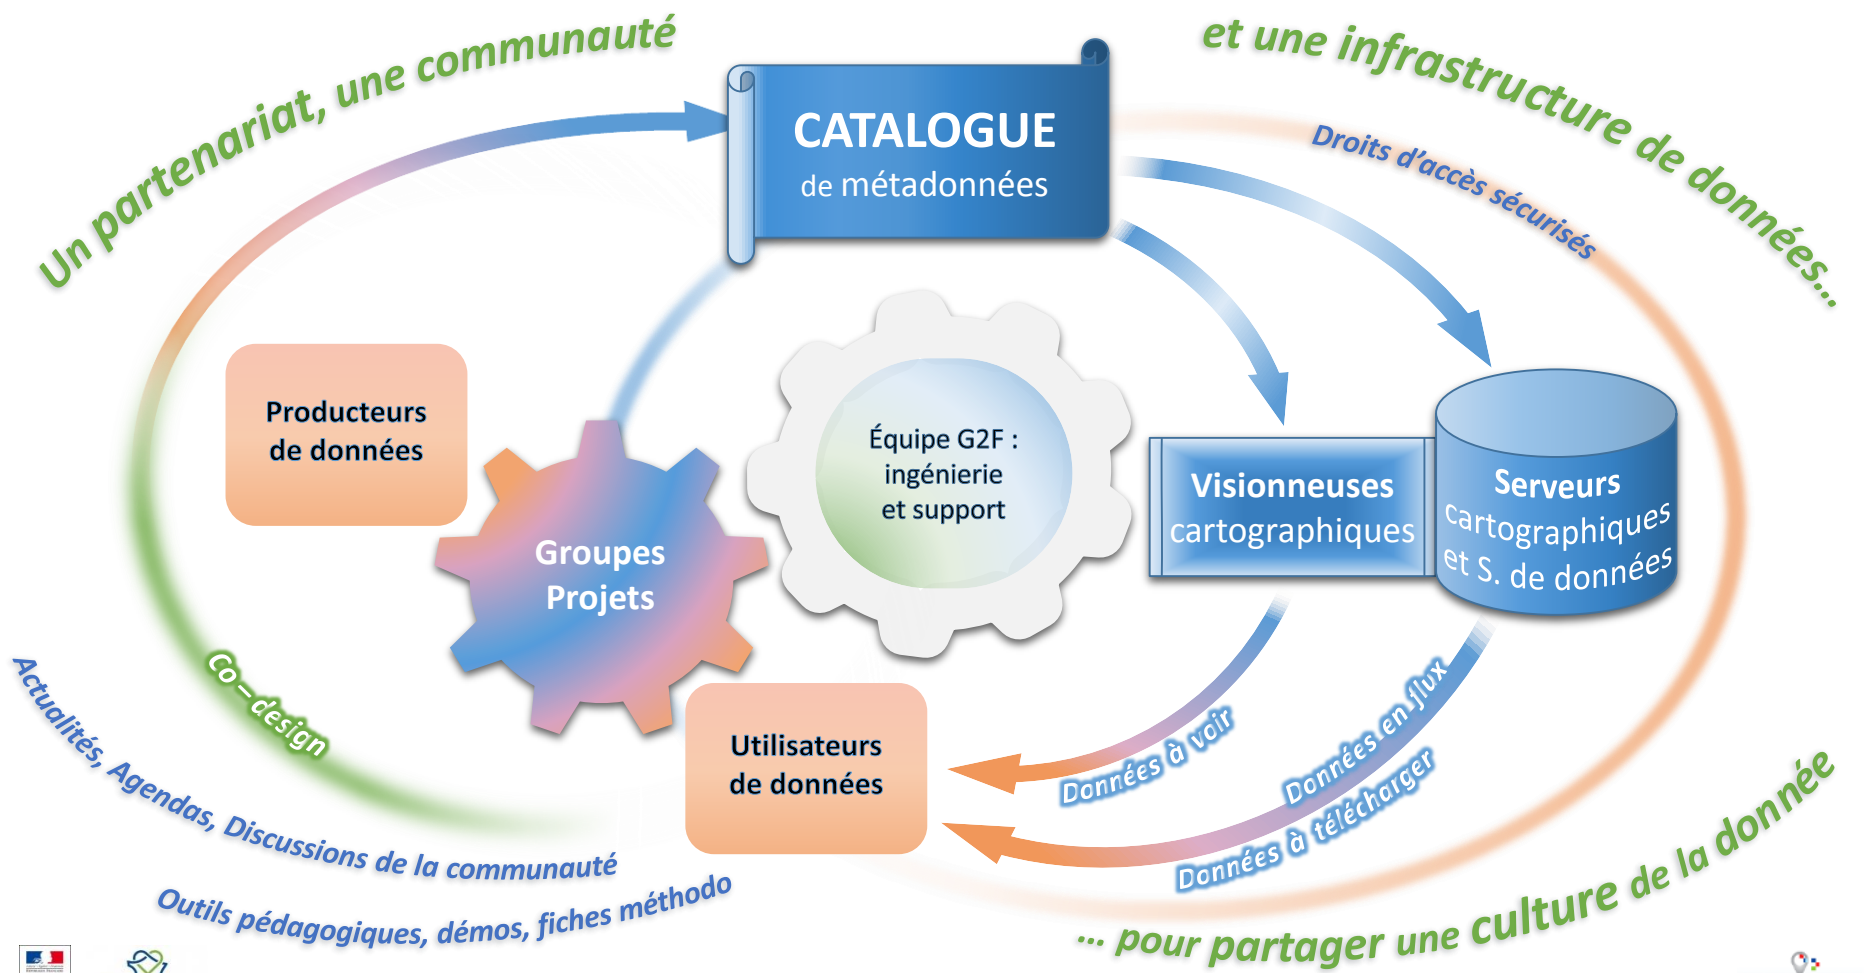 Un partenariat, une communauté
et une infrastructure de données...
CATALOGUE
de métadonnées
Droits d'accès sécurisés
Producteurs
de données
Équipe G2F :
ingénierie
et support
Groupes
Projets
Visionneuses
cartographiques
Serveurs
cartographiques
et S. de données
Co – design
Utilisateurs
de données
Données à voir
Données en flux
Données à télécharger
Actualités, Agendas, Discussions de la communauté
Outils pédagogiques, démos, fiches méthodo
... pour partager une culture de la donnée